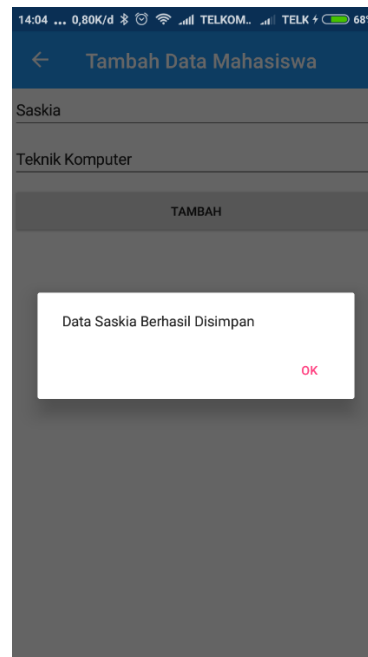 14:04 ... 0,80K/d TELKOM.. TELK 68%
Tambah Data Mahasiswa
Saskia
Teknik Komputer
TAMBAH
Data Saskia Berhasil Disimpan
OK